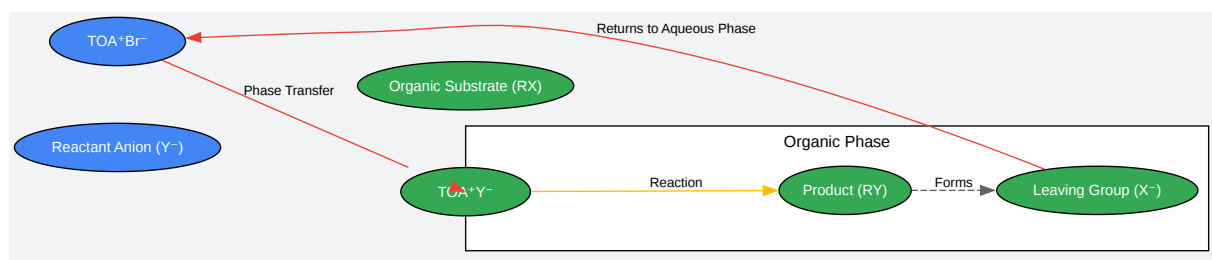 TOA⁺Br⁻
Returns to Aqueous Phase
Phase Transfer
Organic Substrate (RX)
Reactant Anion (Y⁻)
Organic Phase
TOA⁺Y⁻
Reaction
Product (RY)
Forms
Leaving Group (X⁻)